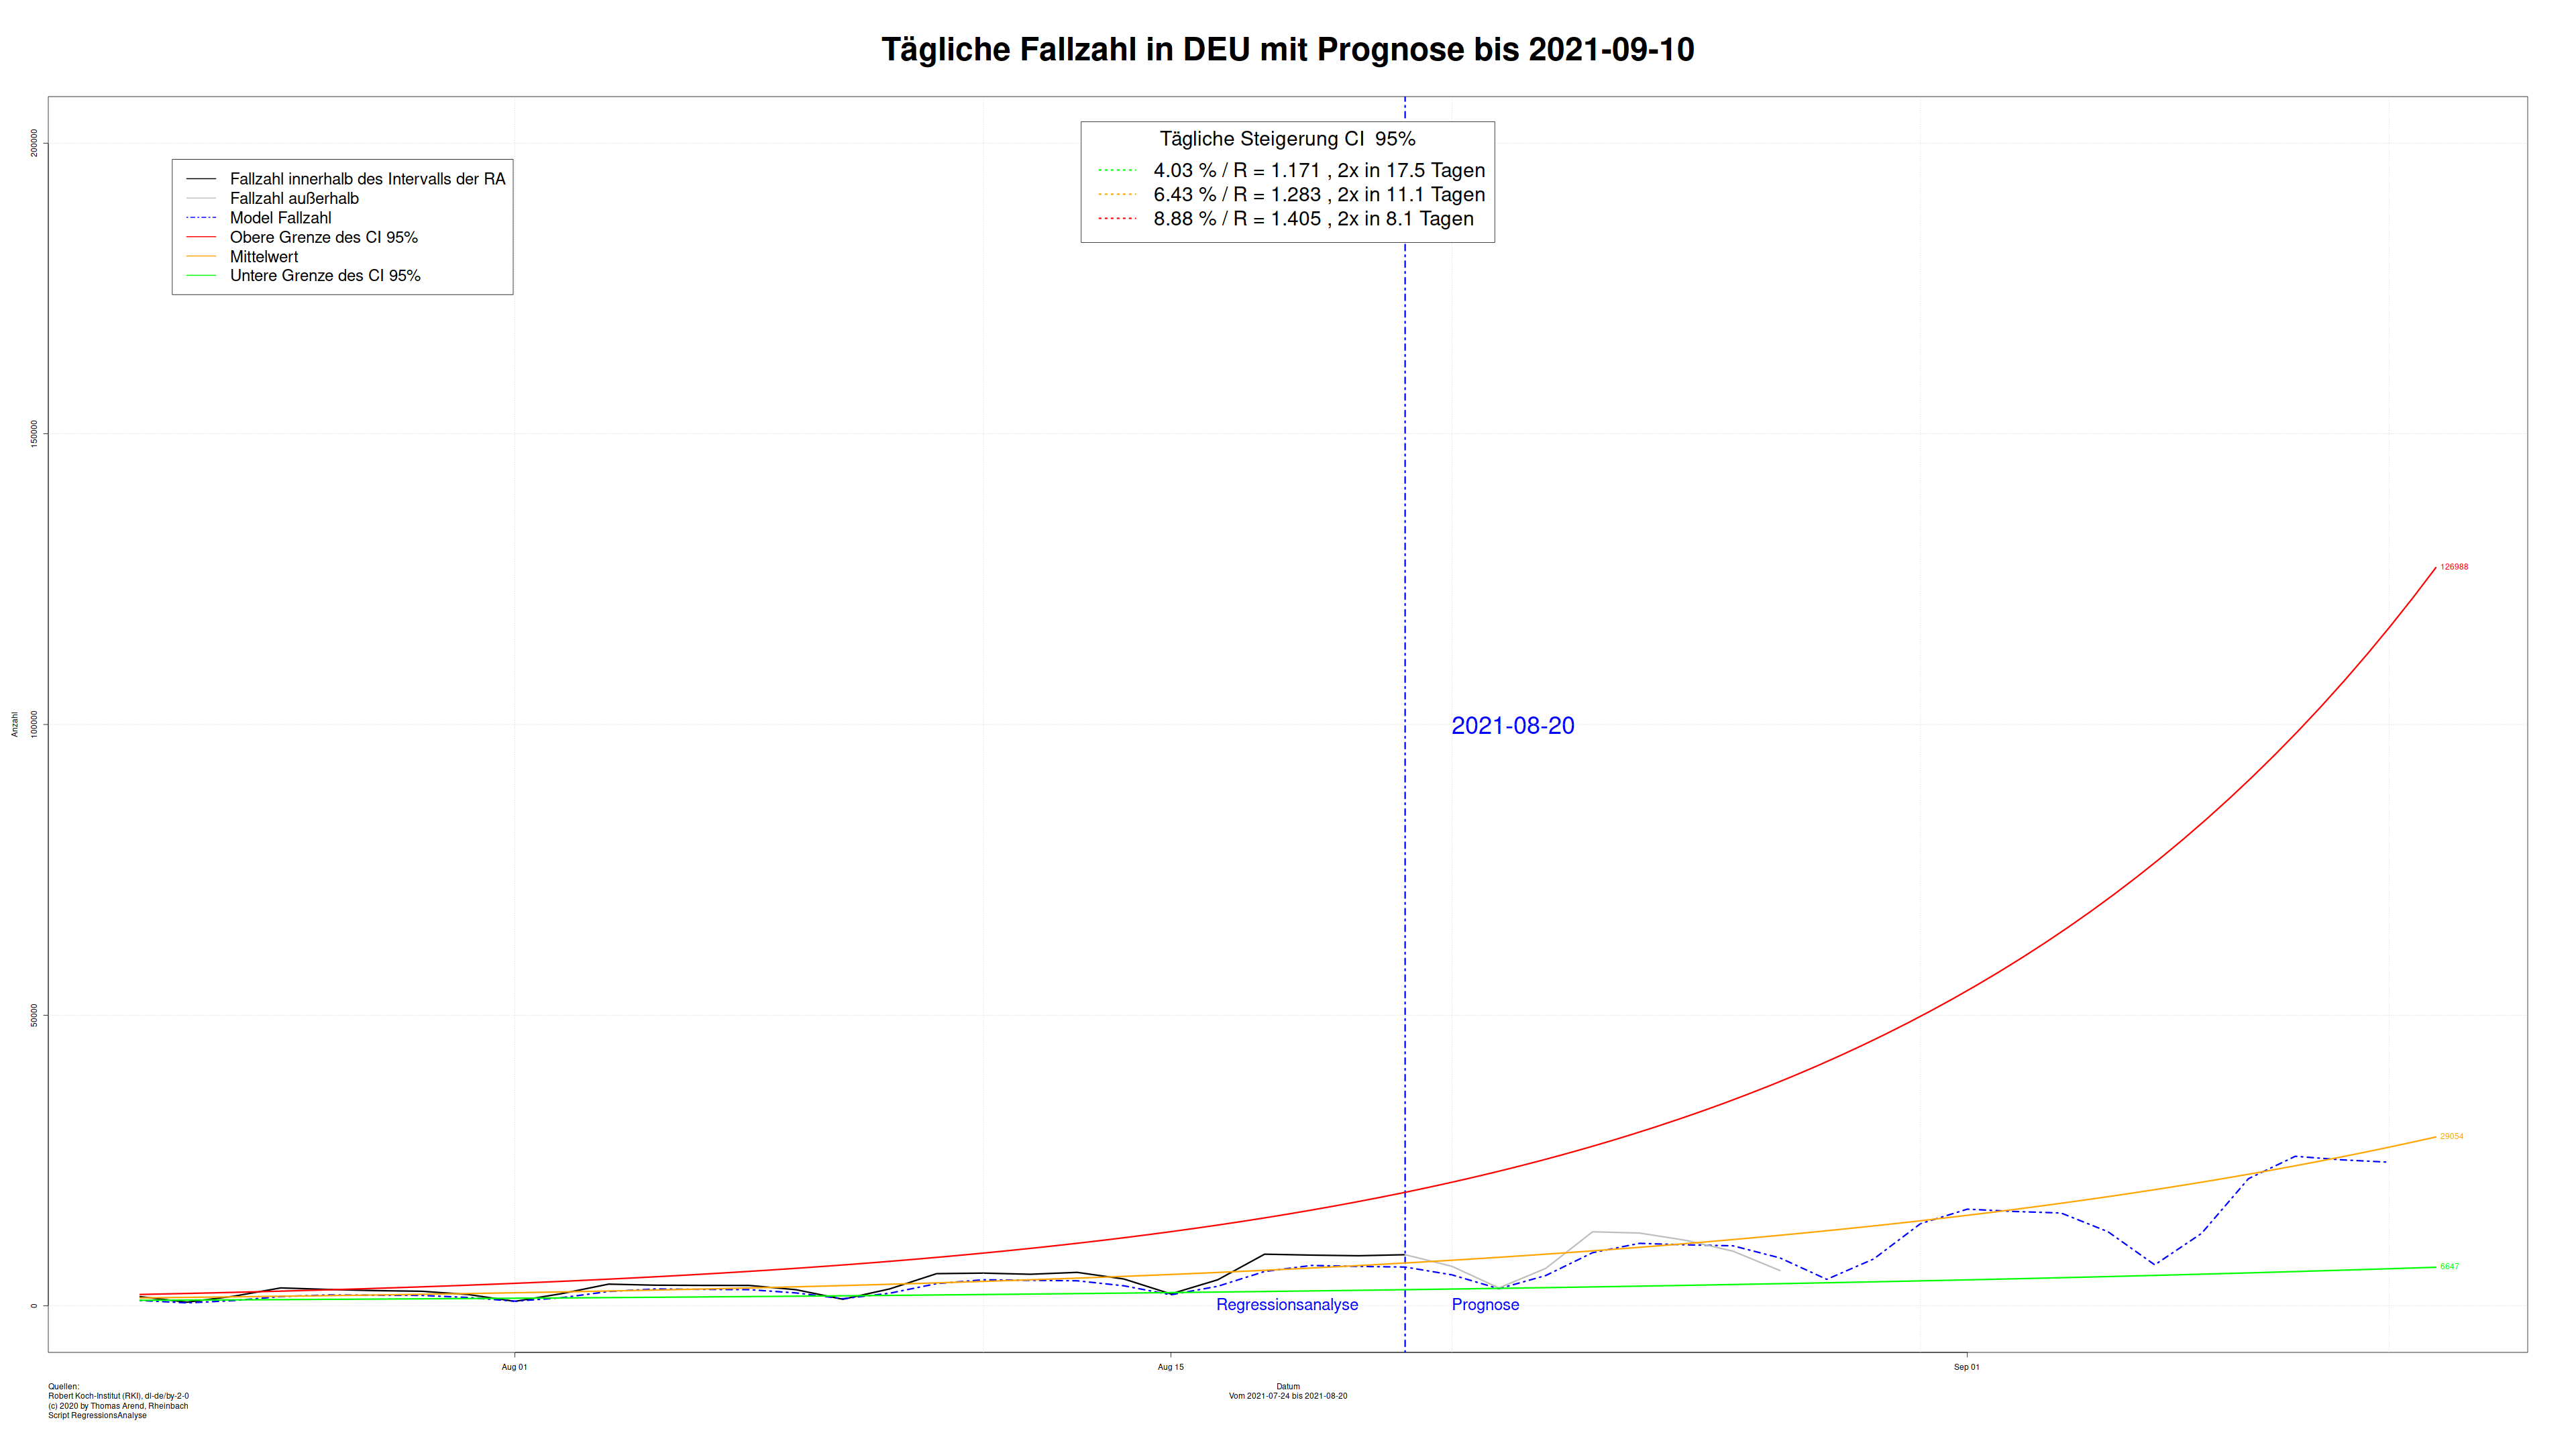 Tägliche Fallzahl in DEU mit Prognose bis 2021-09-10
Tägliche Steigerung CI  95%
4.03 % / R = 1.171 , 2x in 17.5 Tagen
6.43 % / R = 1.283 , 2x in 11.1 Tagen
8.88 % / R = 1.405 , 2x in 8.1 Tagen
Fallzahl innerhalb des Intervalls der RA
Fallzahl außerhalb
Model Fallzahl
Obere Grenze des CI 95%
Mittelwert
Untere Grenze des CI 95%
200000
150000
100000
50000
0
Anzahl
126988
2021-08-20
29054
6647
Regressionsanalyse
Prognose
Aug 01
Aug 15
Sep 01
Datum
Vom 2021-07-24 bis 2021-08-20
Quellen:
Robert Koch-Institut (RKI), dl-de/by-2-0
(c) 2020 by Thomas Arend, Rheinbach
Script RegressionsAnalyse